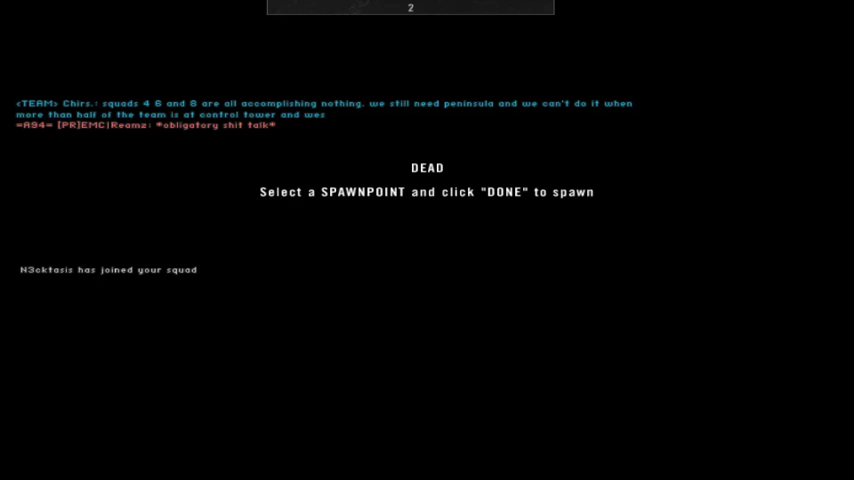 2
<TEAM> Chirs.: squads 4 6 and 8 are all accomplishing nothing. we still need peninsula and we can't do it when
more than half of the team is at control tower and wes
=A94= [PR]EMC|Reamz: *obligatory shit talk*
DEAD
Select a SPAWNPOINT and click "DONE" to spawn
N3cktasis has joined your squad